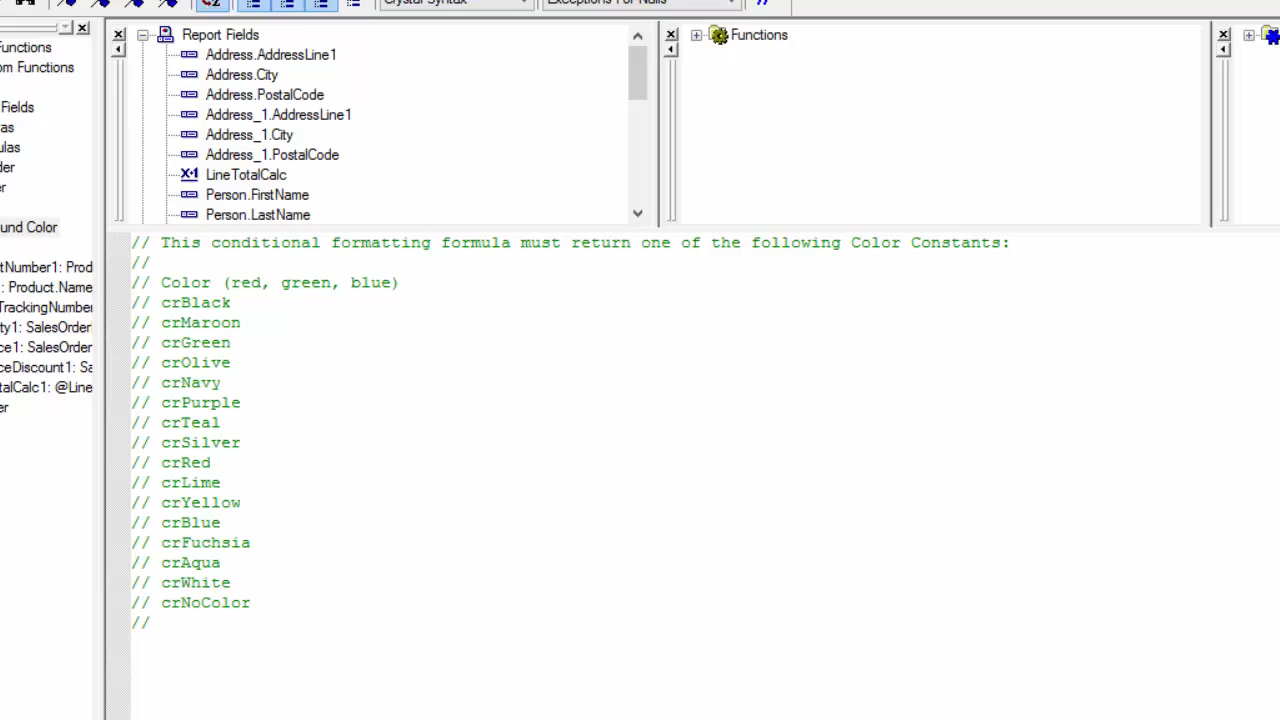 Crystal Syntax
Exceptions For Nulls
Functions
om Functions
Fields
as
ulas
der
er
und Color
tNumber1: Prod
: Product.Name
TrackingNumber
ty1: SalesOrder
ce1: SalesOrder
ceDiscount1: Sa
talCalc1: @Line
er
Report Fields
Address.AddressLine1
Address.City
Address.PostalCode
Address_1.AddressLine1
Address_1.City
Address_1.PostalCode
LineTotalCalc
Person.FirstName
Person.LastName
Functions
// This conditional formatting formula must return one of the following Color Constants:
//
// Color (red, green, blue)
// crBlack
// crMaroon
// crGreen
// crOlive
// crNavy
// crPurple
// crTeal
// crSilver
// crRed
// crLime
// crYellow
// crBlue
// crFuchsia
// crAqua
// crWhite
// crNoColor
//